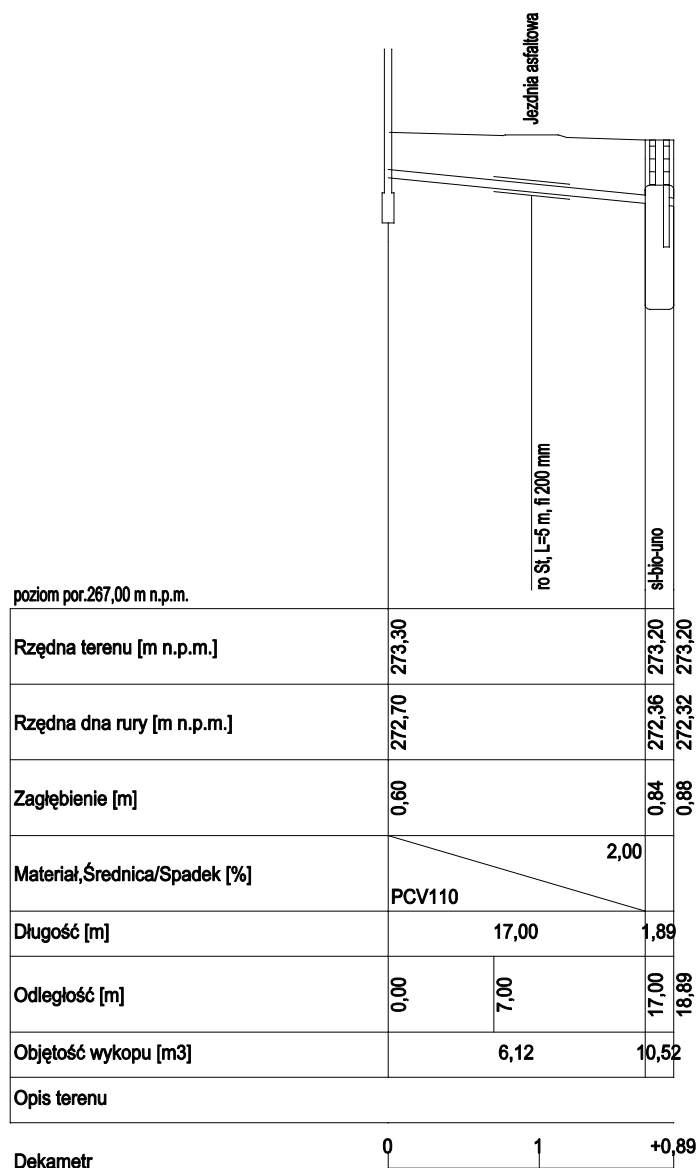 Jezdnia asfaltowa
ro St, L=5 m, fi 200 mm
sl-bio-uno
poziom por.267,00 m n.p.m.
Rzędna terenu [m n.p.m.] 273,30 273,20 273,20
Rzędna dna rury [m n.p.m.] 272,70 272,36 272,32
Zagłębienie [m] 0,60 0,84 0,88
Materiał,Średnica/Spadek [%] PCV110 2,00
Długość [m] 17,00 1,89
Odległość [m] 0,00 7,00 17,00 18,89
Objętość wykopu [m3] 6,12 10,52
Opis terenu
Dekametr 0 1 +0,89